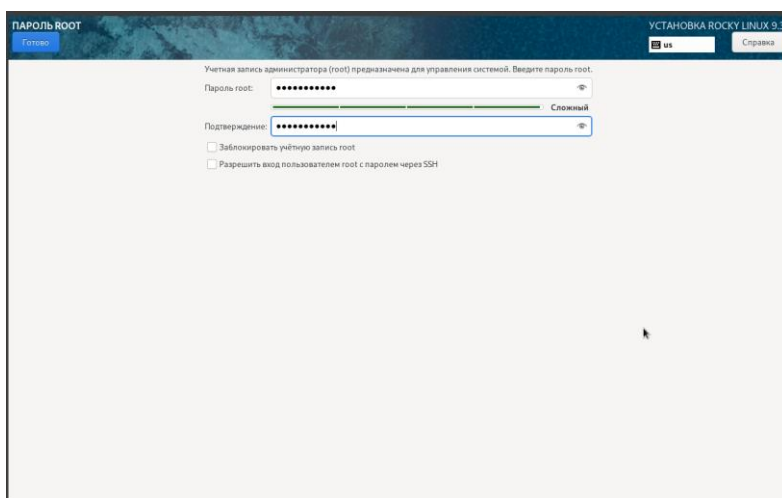 ПАРОЛЬ ROOT
УСТАНОВКА ROCKY LINUX 9.
Готово
us
Справка
Учетная запись администратора (root) предназначена для управления системой. Введите пароль root.
Пароль root: •••••••••••
Сложный
Подтверждение: •••••••••••
Заблокировать учётную запись root
Разрешить вход пользователем root с паролем через SSH